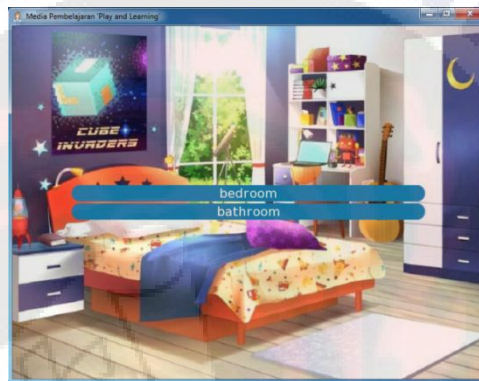 Media Pembelajaran 'Play and Learning'
CUBE
INVADERS
bedroom
bathroom